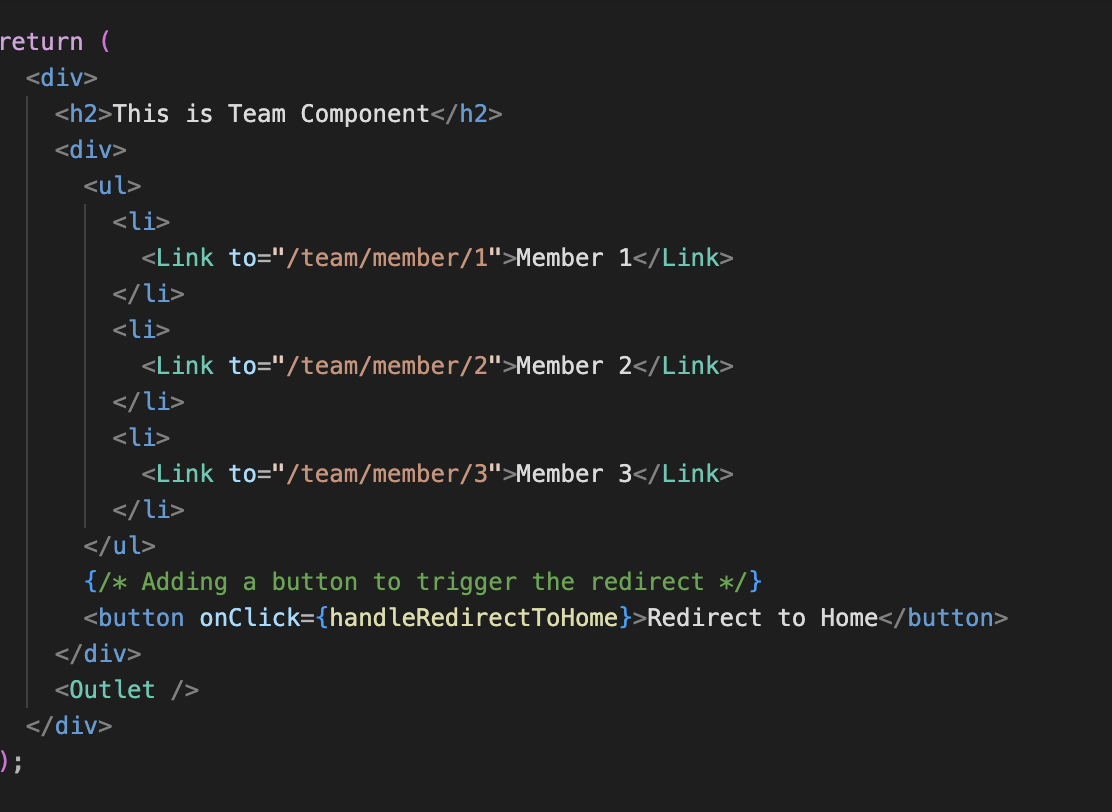 return (
<div>
<h2>This is Team Component</h2>
<div>
<ul>
<li>
<Link to="/team/member/1">Member 1</Link>
</li>
<li>
<Link to="/team/member/2">Member 2</Link>
</li>
<li>
<Link to="/team/member/3">Member 3</Link>
</li>
</ul>
{/* Adding a button to trigger the redirect */}
<button onClick={handleRedirectToHome}>Redirect to Home</button>
</div>
<Outlet />
</div>
);